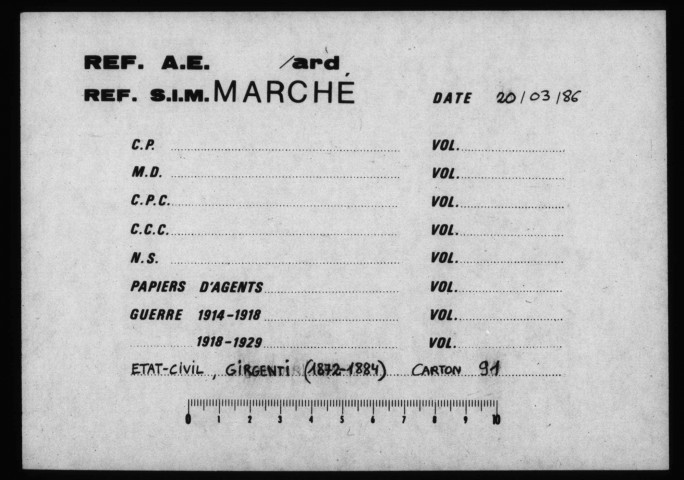 REF. A.E. /ard
REF. S.I.M. MARCHÉ DATE 20/03/86
C.P. VOL.
M.D. VOL.
C.P.C. VOL.
C.C.C. VOL.
N.S. VOL.
PAPIERS D'AGENTS VOL.
GUERRE 1914-1918 VOL.
1918-1929 VOL.
ETAT-CIVIL, GIRGENTI (1872-1884) CARTON 91
0 1 2 3 4 5 6 7 8 9 10